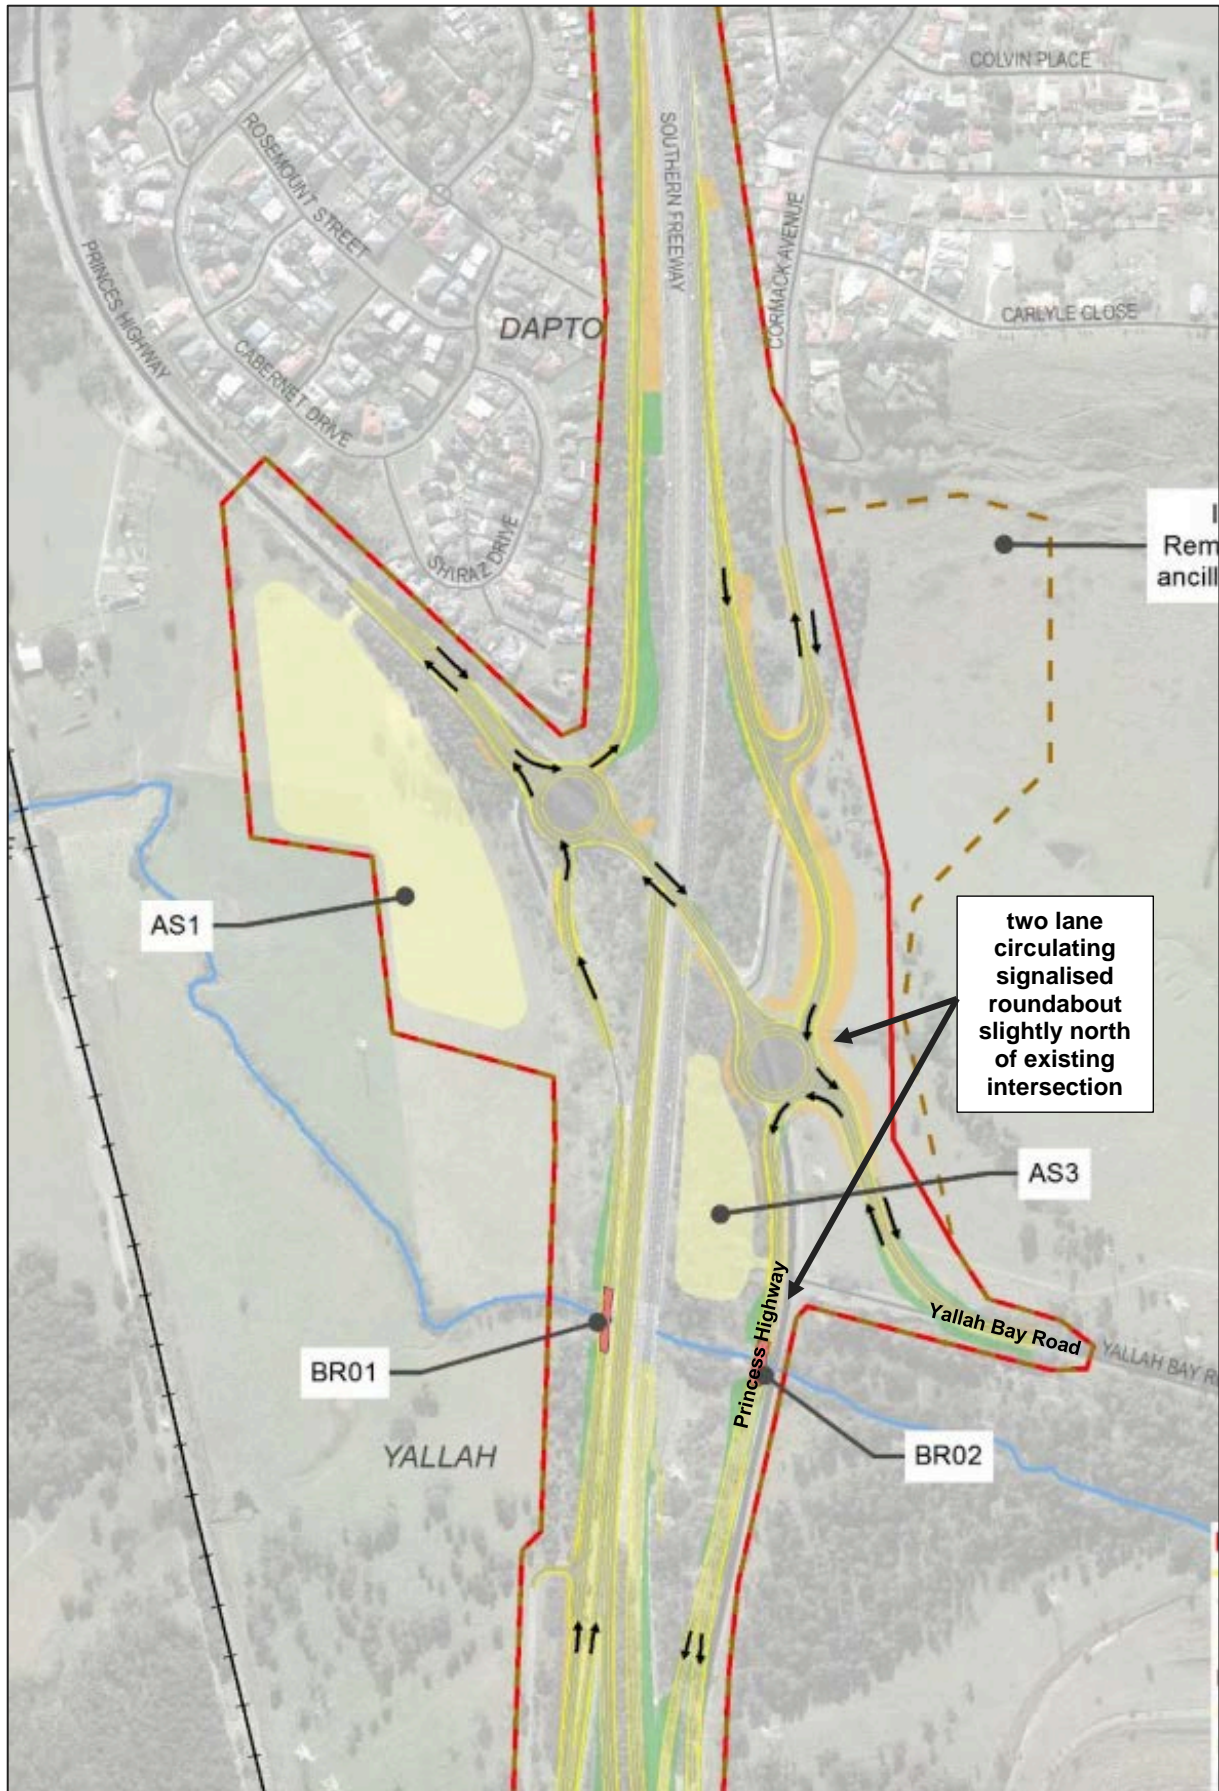 COLVIN PLACE
ROSEMOUNT STREET
SOUTHERN FREEWAY
CORMACK AVENUE
PRINCES HIGHWAY
DAPTO
CARLYLE CLOSE
CABERNET DRIVE
SHIRAZ DRIVE
Rem
ancill
AS1
two lane
circulating
signalised
roundabout
slightly north
of existing
intersection
AS3
Princess Highway
Yallah Bay Road
YALLAH BAY R
BR01
BR02
YALLAH